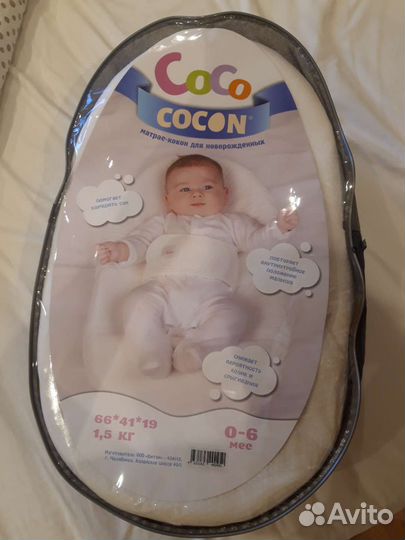 CoCo
COCON®
матрас-кокон для новорожденных
помогает
наладить сон
повторяет
внутриутробное
положение
малыша
снижает
вероятность
колик и
срыгивания
66*41*19
1,5 кг
0-6
мес
Avito